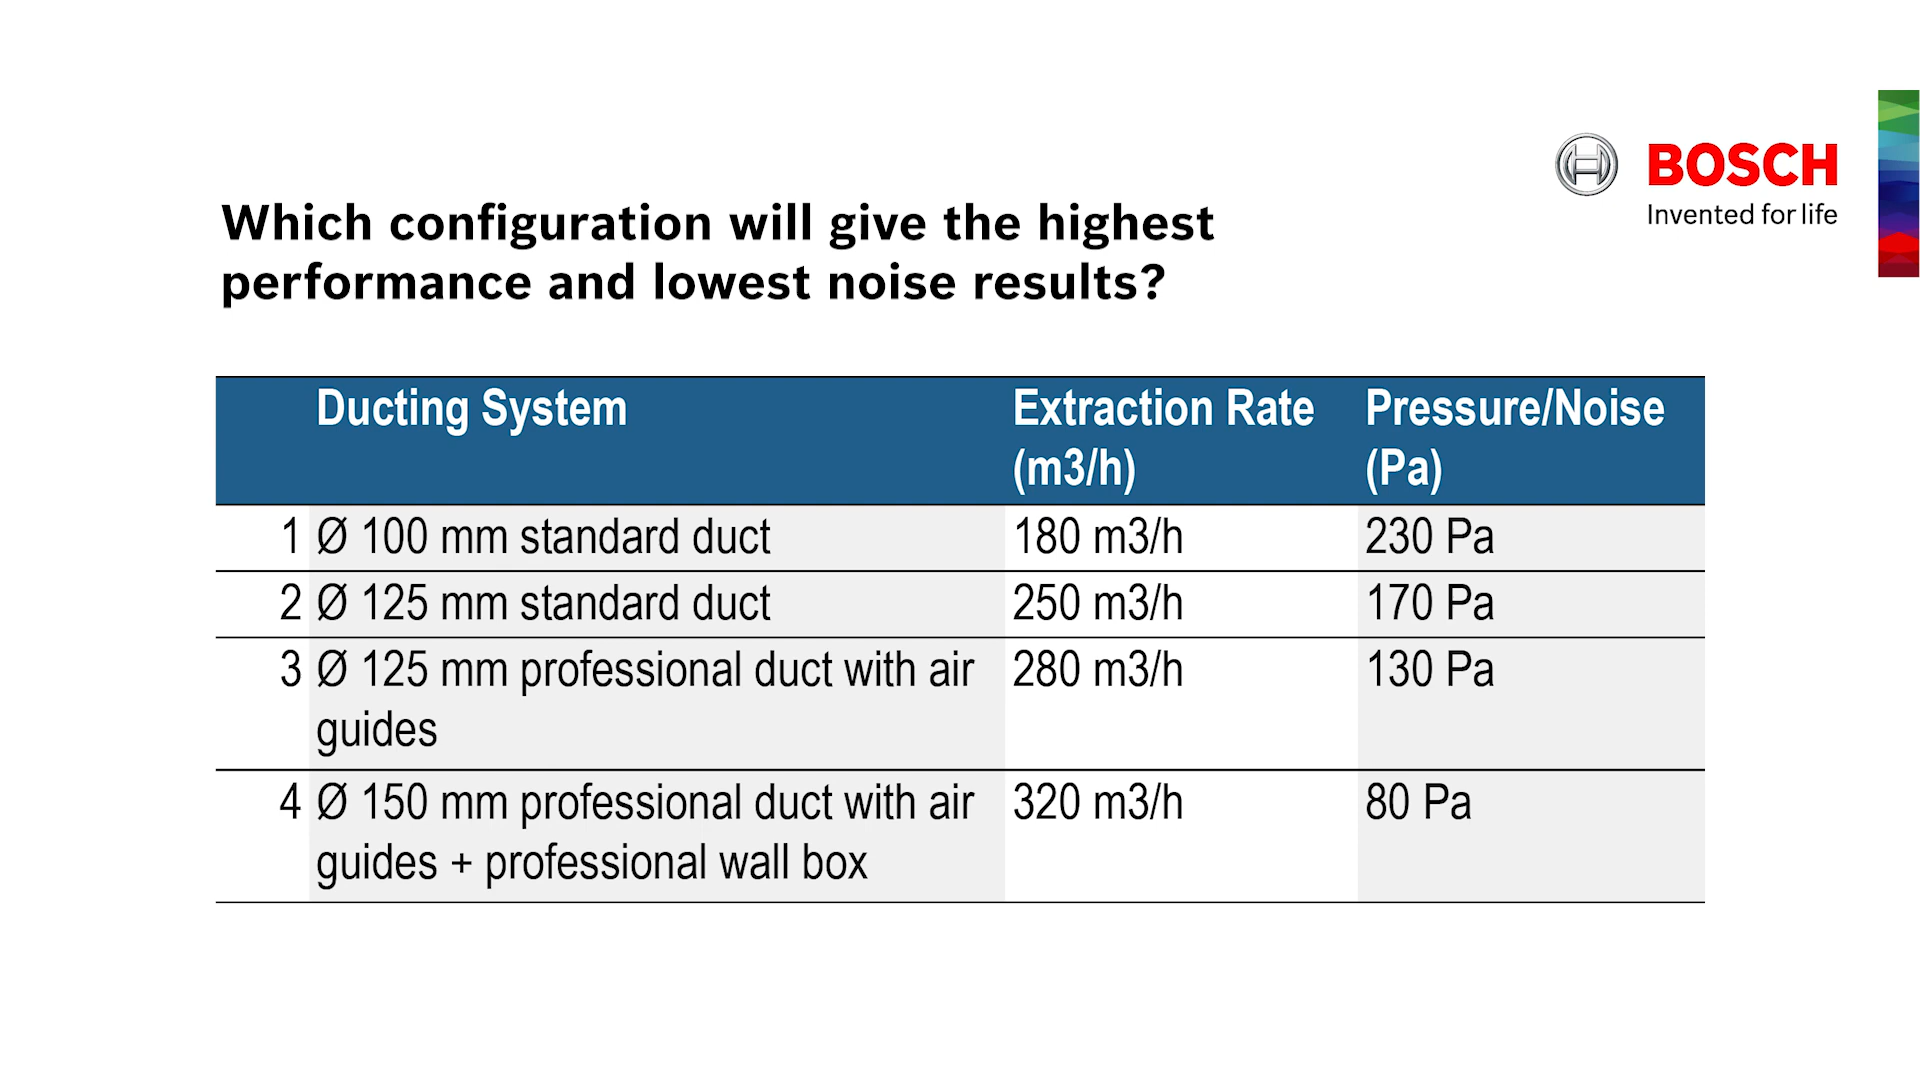 BOSCH
Invented for life
Which configuration will give the highest
performance and lowest noise results?
Ducting System Extraction Rate Pressure/Noise
(m3/h) (Pa)
1 Ø 100 mm standard duct 180 m3/h 230 Pa
2 Ø 125 mm standard duct 250 m3/h 170 Pa
3 Ø 125 mm professional duct with air 280 m3/h 130 Pa
guides
4 Ø 150 mm professional duct with air 320 m3/h 80 Pa
guides + professional wall box